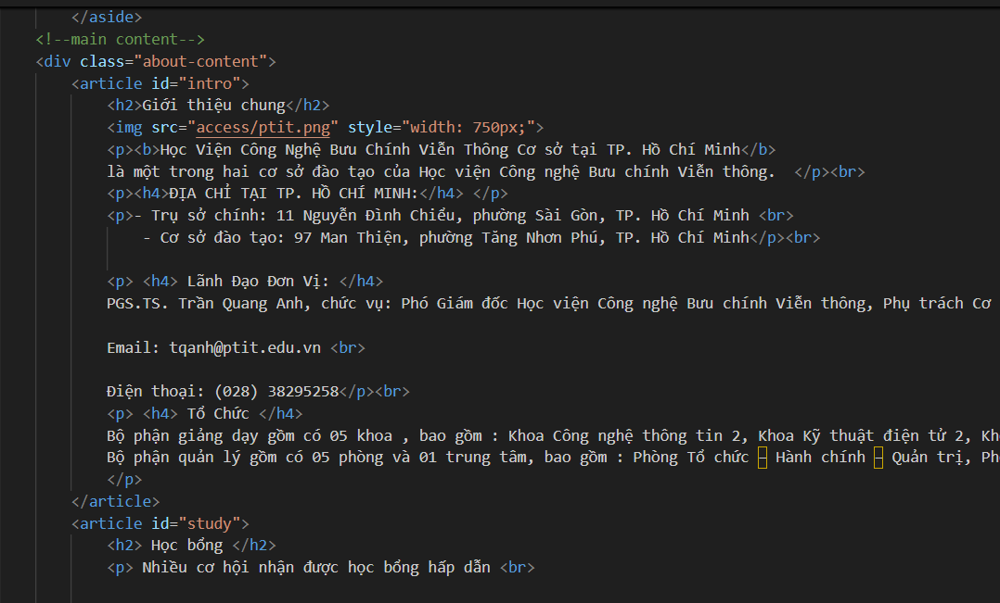 </aside>
<!--main content-->
<div class="about-content">
<article id="intro">
<h2>Giới thiệu chung</h2>
<img src="access/ptit.png" style="width: 750px;">
<p><b>Học Viện Công Nghệ Bưu Chính Viễn Thông Cơ sở tại TP. Hồ Chí Minh</b>
là một trong hai cơ sở đào tạo của Học viện Công nghệ Bưu chính Viễn thông.  </p><br>
<p><h4>ĐỊA CHỈ TẠI TP. HỒ CHÍ MINH:</h4> </p>
<p>- Trụ sở chính: 11 Nguyễn Đình Chiểu, phường Sài Gòn, TP. Hồ Chí Minh <br>
- Cơ sở đào tạo: 97 Man Thiện, phường Tăng Nhơn Phú, TP. Hồ Chí Minh</p><br>
<p> <h4> Lãnh Đạo Đơn Vị: </h4>
PGS.TS. Trần Quang Anh, chức vụ: Phó Giám đốc Học viện Công nghệ Bưu chính Viễn thông, Phụ trách Cơ
Email: tqanh@ptit.edu.vn <br>
Điện thoại: (028) 38295258</p><br>
<p> <h4> Tổ Chức </h4>
Bộ phận giảng dạy gồm có 05 khoa , bao gồm : Khoa Công nghệ thông tin 2, Khoa Kỹ thuật điện tử 2, Kh
Bộ phận quản lý gồm có 05 phòng và 01 trung tâm, bao gồm : Phòng Tổ chức – Hành chính – Quản trị, Ph
</p>
</article>
<article id="study">
<h2> Học bổng </h2>
<p> Nhiều cơ hội nhận được học bổng hấp dẫn <br>